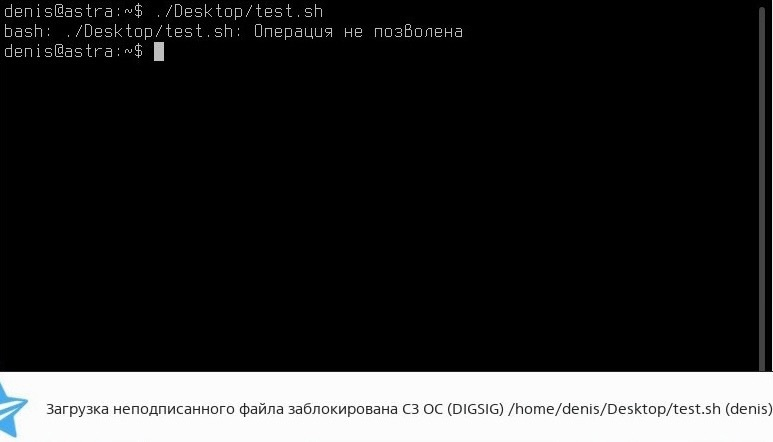 denis@astra:~$ ./Desktop/test.sh
bash: ./Desktop/test.sh: Операция не позволена
denis@astra:~$
Загрузка неподписанного файла заблокирована СЗ ОС (DIGSIG) /home/denis/Desktop/test.sh (denis)